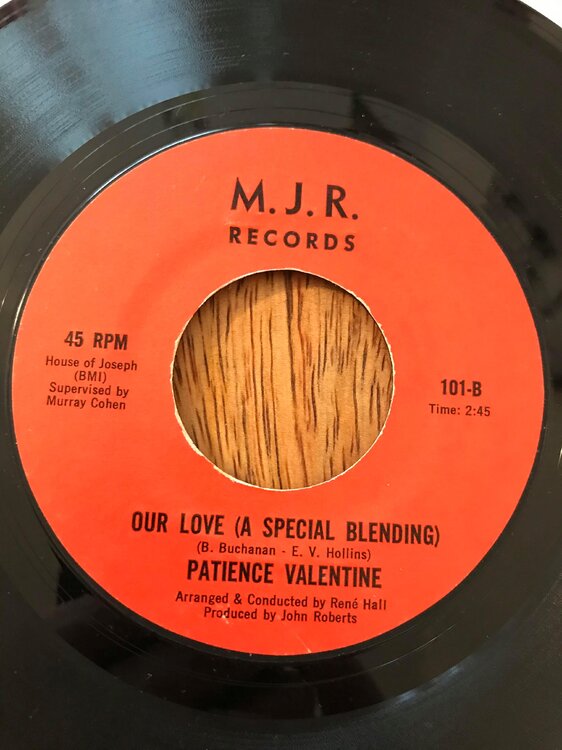 M. J. R.
RECORDS
45 RPM
House of Joseph
(BMI)
Supervised by
Murray Cohen
101-B
Time: 2:45
OUR LOVE (A SPECIAL BLENDING)
(B. Buchanan - E. V. Hollins)
PATIENCE VALENTINE
Arranged & Conducted by René Hall
Produced by John Roberts